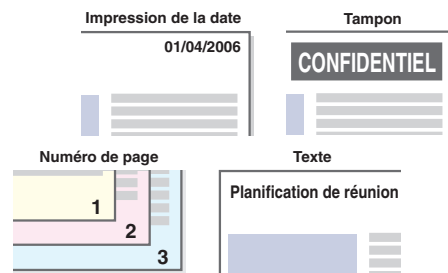 Impression de la date
01/04/2006
Tampon
CONFIDENTIEL
Numéro de page
1
2
3
Texte
Planification de réunion